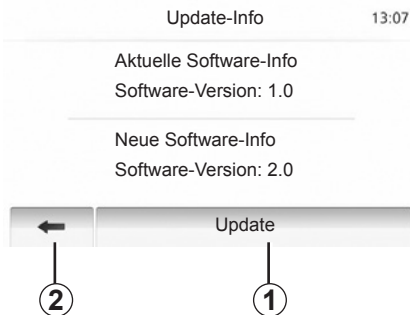 Update-Info 13:07
Aktuelle Software-Info
Software-Version: 1.0
Neue Software-Info
Software-Version: 2.0
Update
2 1